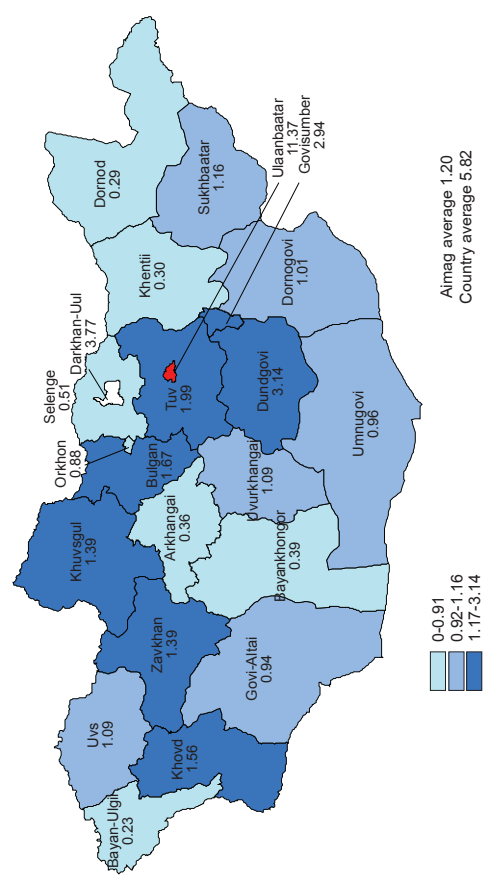 Bayan-Ulgii
0.23
Uvs
1.09
Khovd
1.56
Zavkhan
1.39
Govi-Altai
0.94
Khuvsgul
1.39
Arkhangai
0.36
Bayankhongor
0.39
Orkhon
0.88
Bulgan
1.67
Uvurkhangai
1.09
Selenge
0.51
Darkhan-Uul
3.77
Tuv
1.99
Dundgovi
3.14
Umnugovi
0.96
Khentii
0.30
Dornogovi
1.01
Dornod
0.29
Sukhbaatar
1.16
Ulaanbaatar
11.37
Govisumber
2.94
0-0.91
0.92-1.16
1.17-3.14
Aimag average 1.20
Country average 5.82